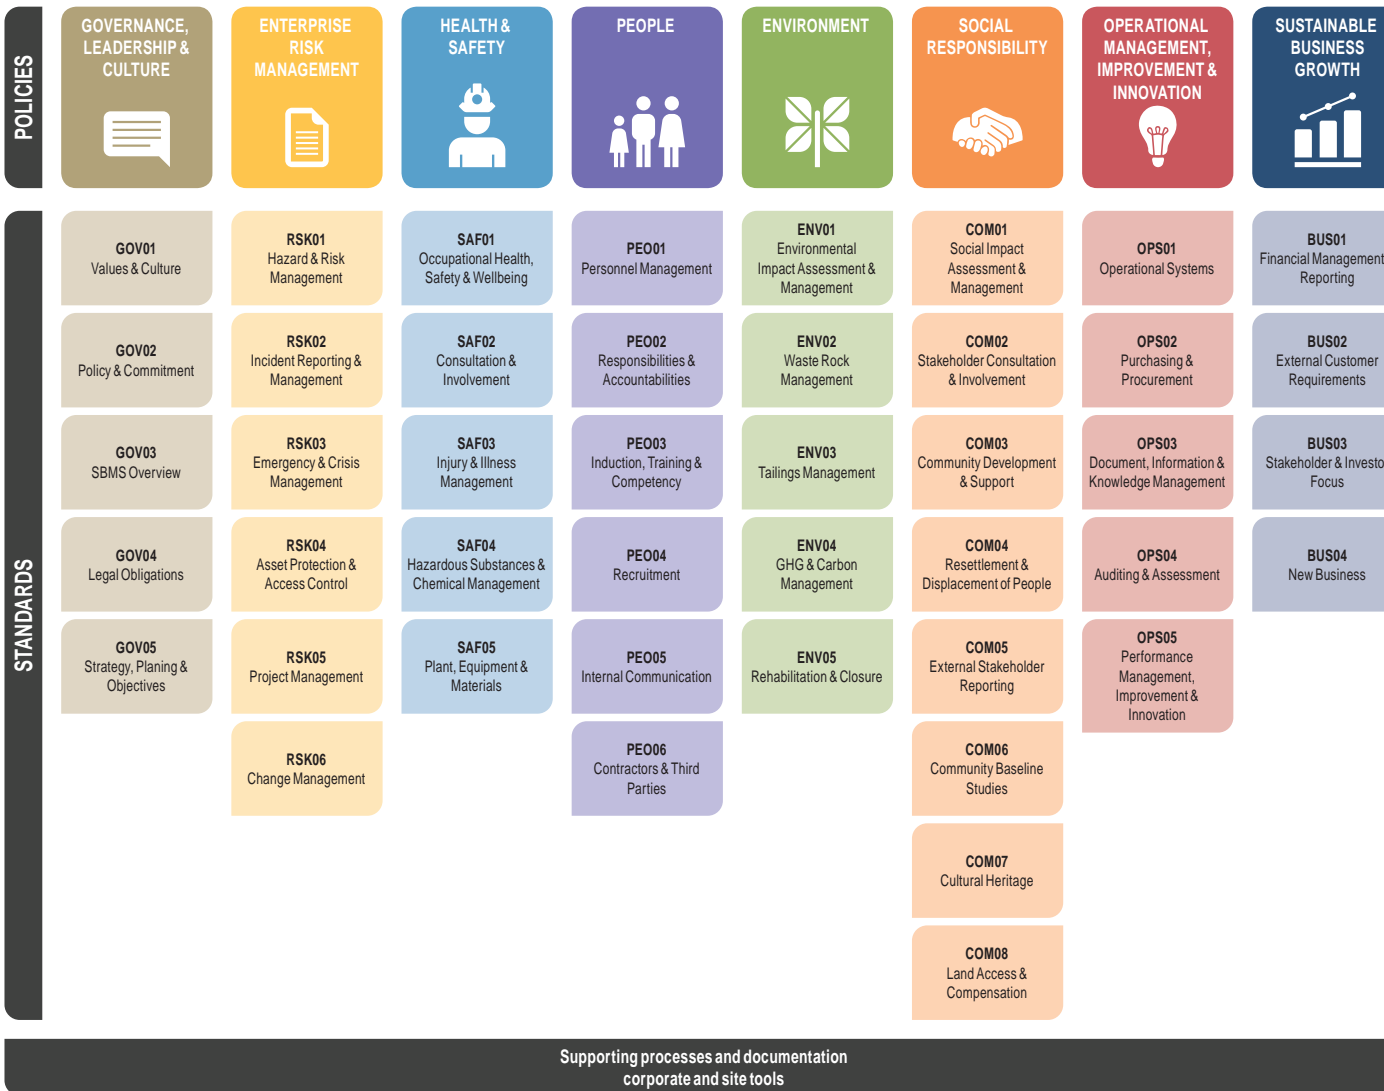 POLICIES
GOVERNANCE,
LEADERSHIP &
CULTURE
ENTERPRISE
RISK
MANAGEMENT
HEALTH &
SAFETY
PEOPLE
ENVIRONMENT
SOCIAL
RESPONSIBILITY
OPERATIONAL
MANAGEMENT,
IMPROVEMENT &
INNOVATION
SUSTAINABLE
BUSINESS
GROWTH
STANDARDS
GOV01
Values & Culture
GOV02
Policy & Commitment
GOV03
SBMS Overview
GOV04
Legal Obligations
GOV05
Strategy, Planing &
Objectives
RSK01
Hazard & Risk
Management
RSK02
Incident Reporting &
Management
RSK03
Emergency & Crisis
Management
RSK04
Asset Protection &
Access Control
RSK05
Project Management
RSK06
Change Management
SAF01
Occupational Health,
Safety & Wellbeing
SAF02
Consultation &
Involvement
SAF03
Injury & Illness
Management
SAF04
Hazardous Substances &
Chemical Management
SAF05
Plant, Equipment &
Materials
PEO01
Personnel Management
PEO02
Responsibilities &
Accountabilities
PEO03
Induction, Training &
Competency
PEO04
Recruitment
PEO05
Internal Communication
PEO06
Contractors & Third
Parties
ENV01
Environmental
Impact Assessment &
Management
ENV02
Waste Rock
Management
ENV03
Tailings Management
ENV04
GHG & Carbon
Management
ENV05
Rehabilitation & Closure
COM01
Social Impact
Assessment &
Management
COM02
Stakeholder Consultation
& Involvement
COM03
Community Development
& Support
COM04
Resettlement &
Displacement of People
COM05
External Stakeholder
Reporting
COM06
Community Baseline
Studies
COM07
Cultural Heritage
COM08
Land Access &
Compensation
OPS01
Operational Systems
OPS02
Purchasing &
Procurement
OPS03
Document, Information &
Knowledge Management
OPS04
Auditing & Assessment
OPS05
Performance
Management,
Improvement &
Innovation
BUS01
Financial Management
Reporting
BUS02
External Customer
Requirements
BUS03
Stakeholder & Investo
Focus
BUS04
New Business
Supporting processes and documentation
corporate and site tools